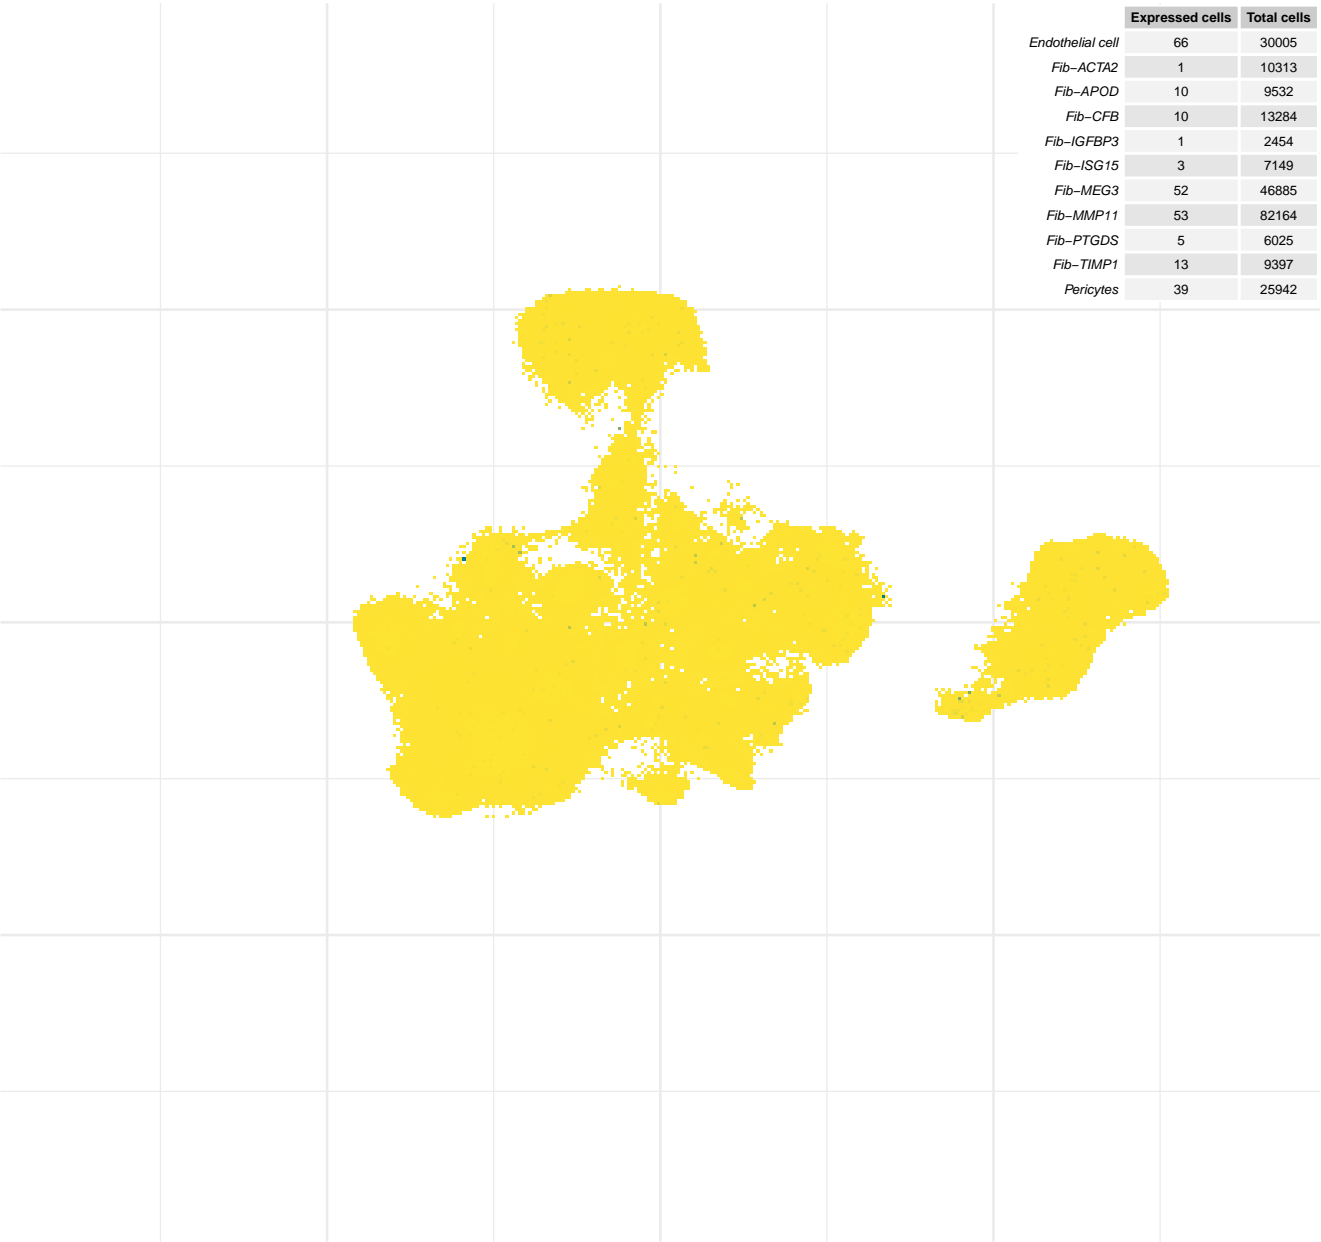 Expressed cells Total cells
Endothelial cell 66 30005
Fib−ACTA2 1 10313
Fib−APOD 10 9532
Fib−CFB 10 13284
Fib−IGFBP3 1 2454
Fib−ISG15 3 7149
Fib−MEG3 52 46885
Fib−MMP11 53 82164
Fib−PTGDS 5 6025
Fib−TIMP1 13 9397
Pericytes 39 25942